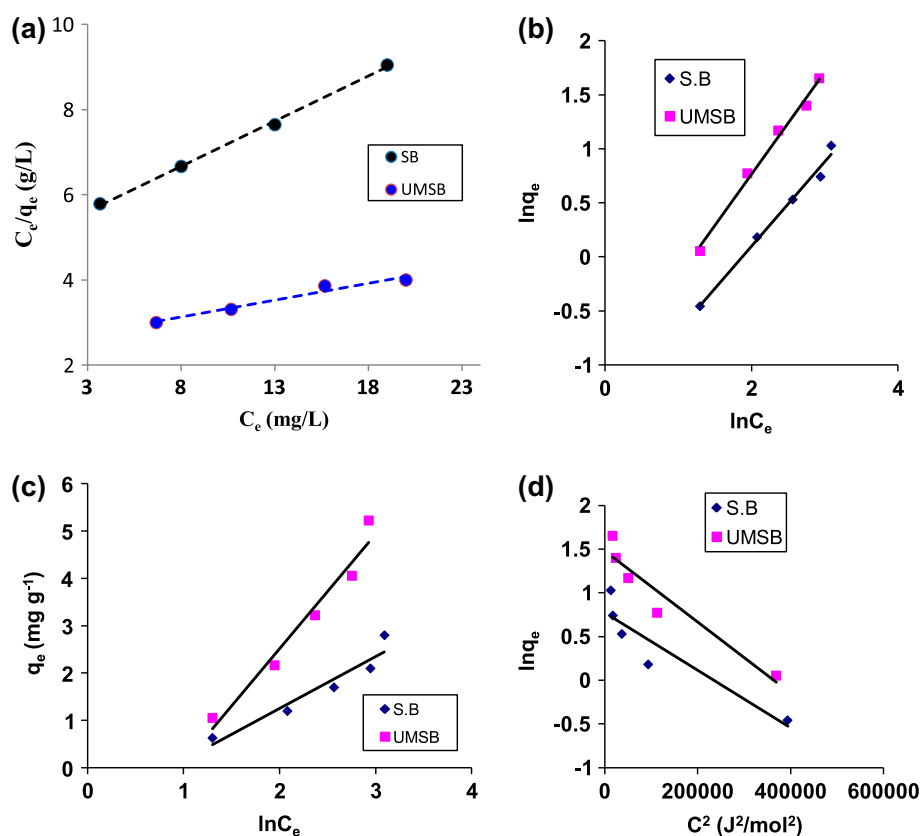 (a)
10
8
6
4
2
3 8 13 18 23
Cₑ/qₑ (g/L)
Cₑ (mg/L)
SB
UMSB
(b)
2
1.5
1
0.5
0
-0.5
-1
0 2 4
lnqₑ
lnCₑ
S.B
UMSB
(c)
6
5
4
3
2
1
0
0 1 2 3 4
qₑ (mg g⁻¹)
lnCₑ
S.B
UMSB
(d)
2
1.5
1
0.5
0
-0.5
-1
0 200000 400000 600000
lnqₑ
C² (J²/mol²)
S.B
UMSB